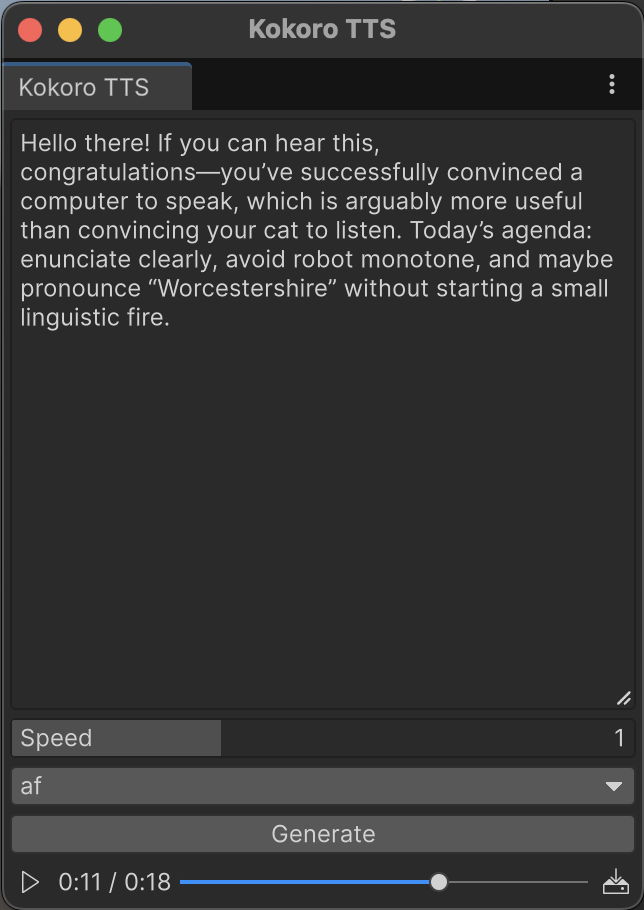 Kokoro TTS
Kokoro TTS
Hello there! If you can hear this,
congratulations—you’ve successfully convinced a
computer to speak, which is arguably more useful
than convincing your cat to listen. Today’s agenda:
enunciate clearly, avoid robot monotone, and maybe
pronounce “Worcestershire” without starting a small
linguistic fire.
Speed 1
af
Generate
0:11 / 0:18